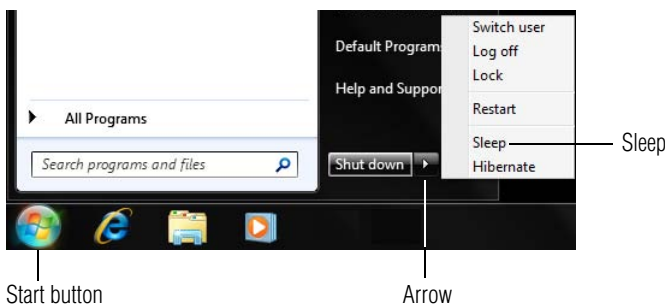 Switch user
Default Program
Log off
Lock
Help and Suppor
Restart
All Programs
Sleep
Sleep
Search programs and files
Shut down
Hibernate
Start button
Arrow